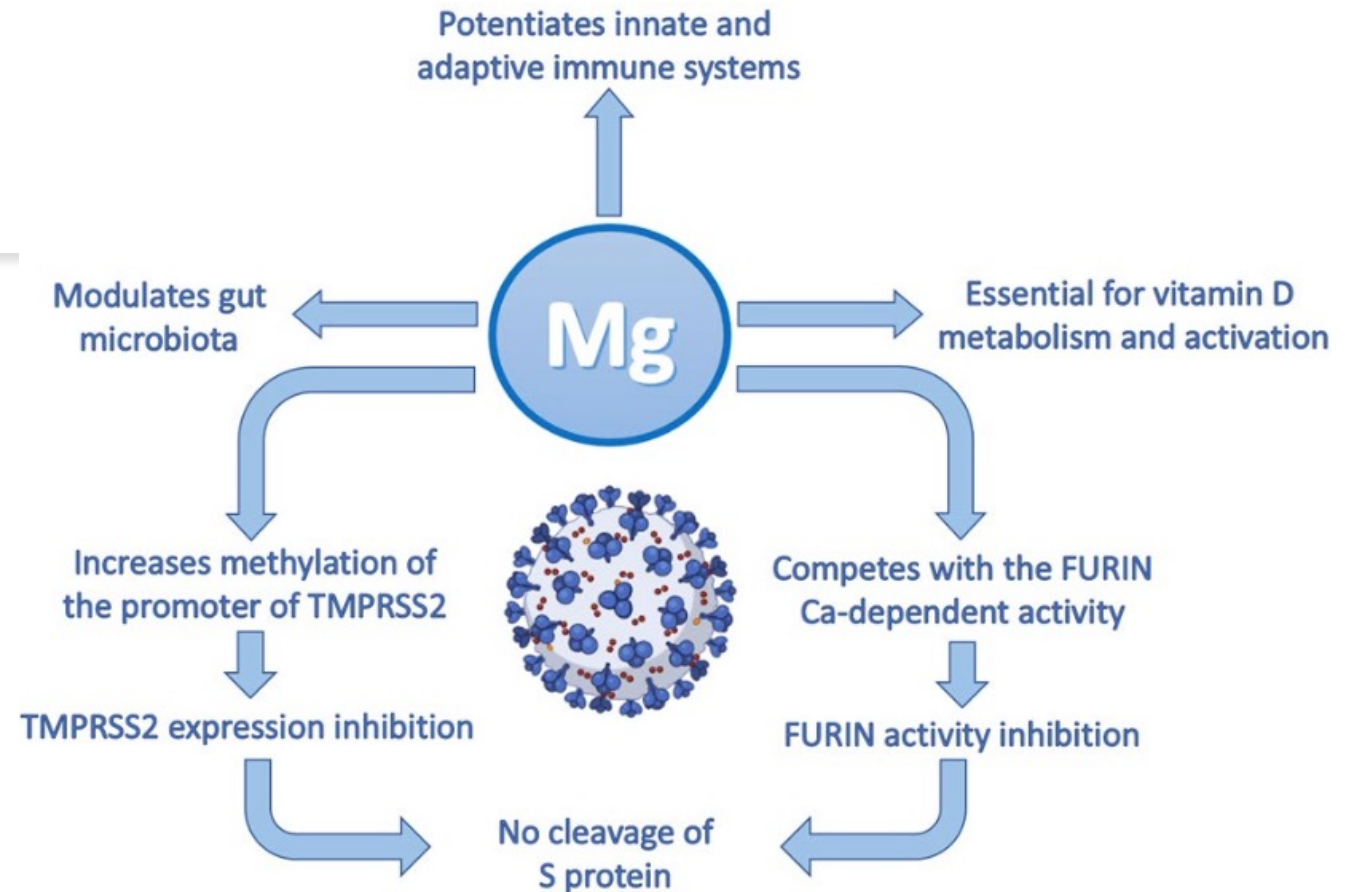 Potentiates innate and
adaptive immune systems
Modulates gut
microbiota
Mg
Essential for vitamin D
metabolism and activation
Increases methylation of
the promoter of TMPRSS2
Competes with the FURIN
Ca-dependent activity
TMPRSS2 expression inhibition
FURIN activity inhibition
No cleavage of
S protein